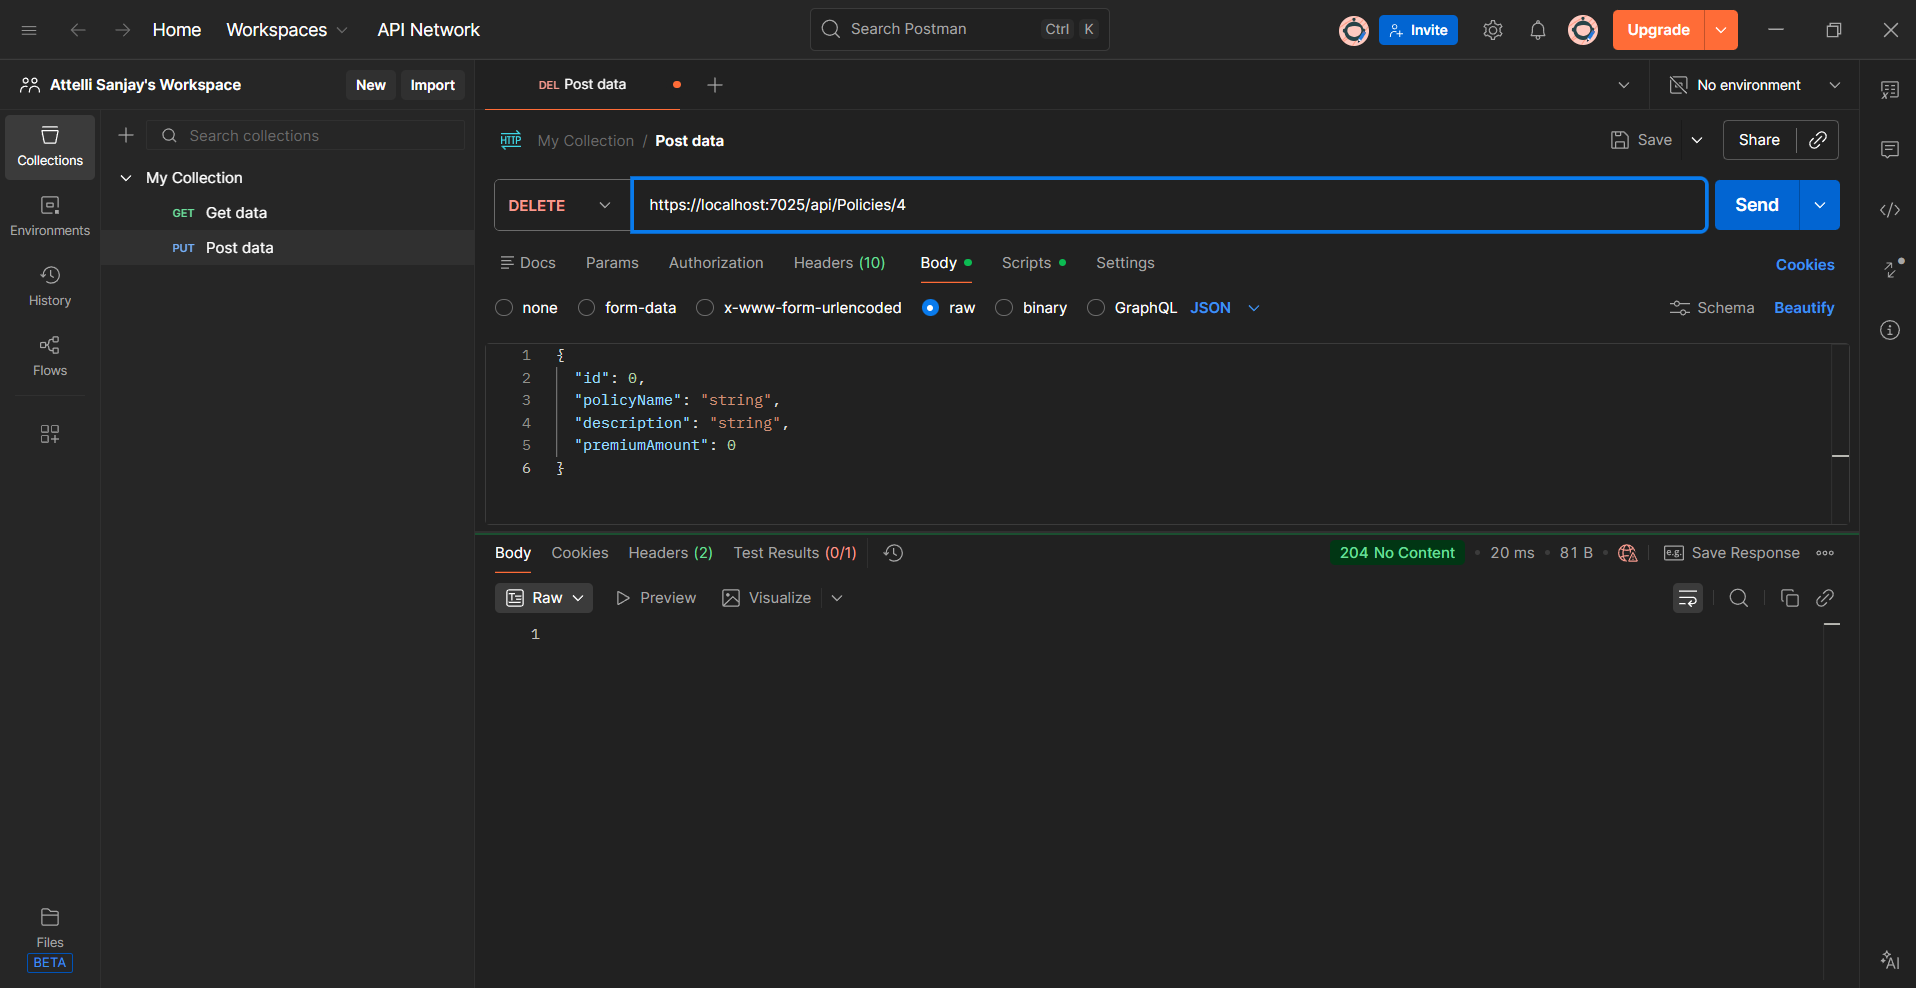 Home
Workspaces
API Network
Search Postman
Ctrl K
Invite
Upgrade
Attelli Sanjay's Workspace
New
Import
DEL Post data
No environment
Collections
Search collections
HTTP My Collection / Post data
Save
Share
My Collection
GET Get data
PUT Post data
Environments
History
Flows
Files
BETA
DELETE
https://localhost:7025/api/Policies/4
Send
Docs
Params
Authorization
Headers (10)
Body
Scripts
Settings
Cookies
none
form-data
x-www-form-urlencoded
raw
binary
GraphQL
JSON
Schema
Beautify
1 {
2 "id": 0,
3 "policyName": "string",
4 "description": "string",
5 "premiumAmount": 0
6 }
Body
Cookies
Headers (2)
Test Results (0/1)
204 No Content
20 ms
81 B
e.g. Save Response
Raw
Preview
Visualize
1
AI